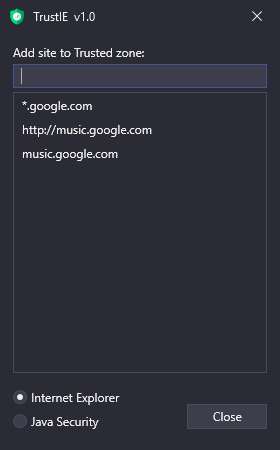 TrustIE v1.0
Add site to Trusted zone:
*.google.com
http://music.google.com
music.google.com
Internet Explorer
Java Security
Close